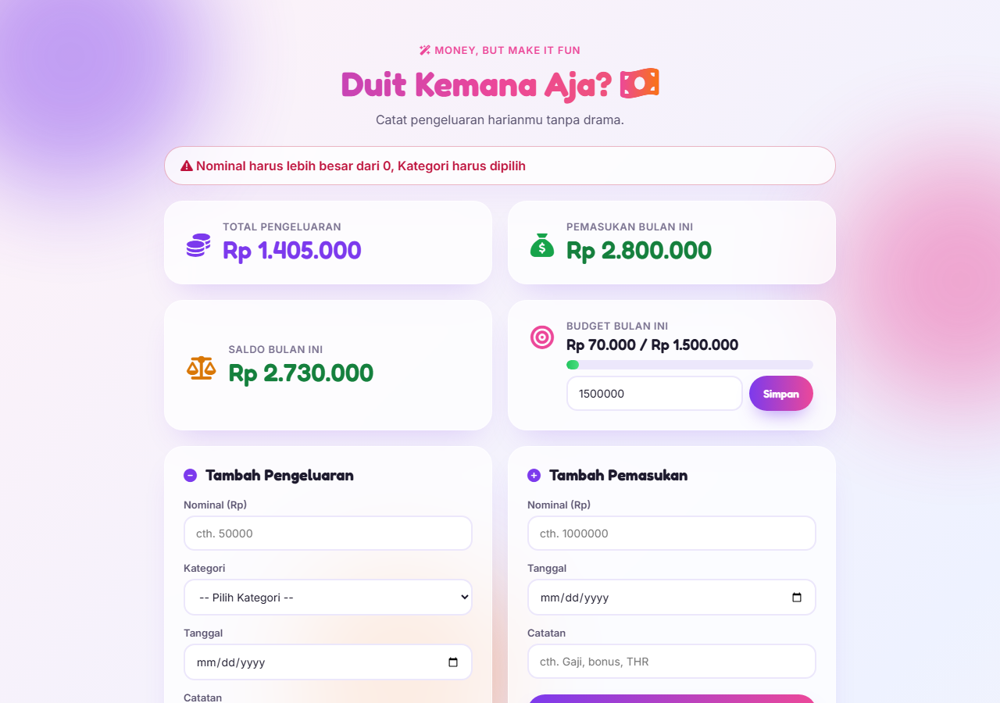 MONEY, BUT MAKE IT FUN
Duit Kemana Aja?
Catat pengeluaran harianmu tanpa drama.
Nominal harus lebih besar dari 0, Kategori harus dipilih
TOTAL PENGELUARAN
Rp 1.405.000
PEMASUKAN BULAN INI
Rp 2.800.000
SALDO BULAN INI
Rp 2.730.000
BUDGET BULAN INI
Rp 70.000 / Rp 1.500.000
1500000
Simpan
Tambah Pengeluaran
Nominal (Rp)
cth. 50000
Kategori
-- Pilih Kategori --
Tanggal
mm/dd/yyyy
Catatan
Tambah Pemasukan
Nominal (Rp)
cth. 1000000
Tanggal
mm/dd/yyyy
Catatan
cth. Gaji, bonus, THR